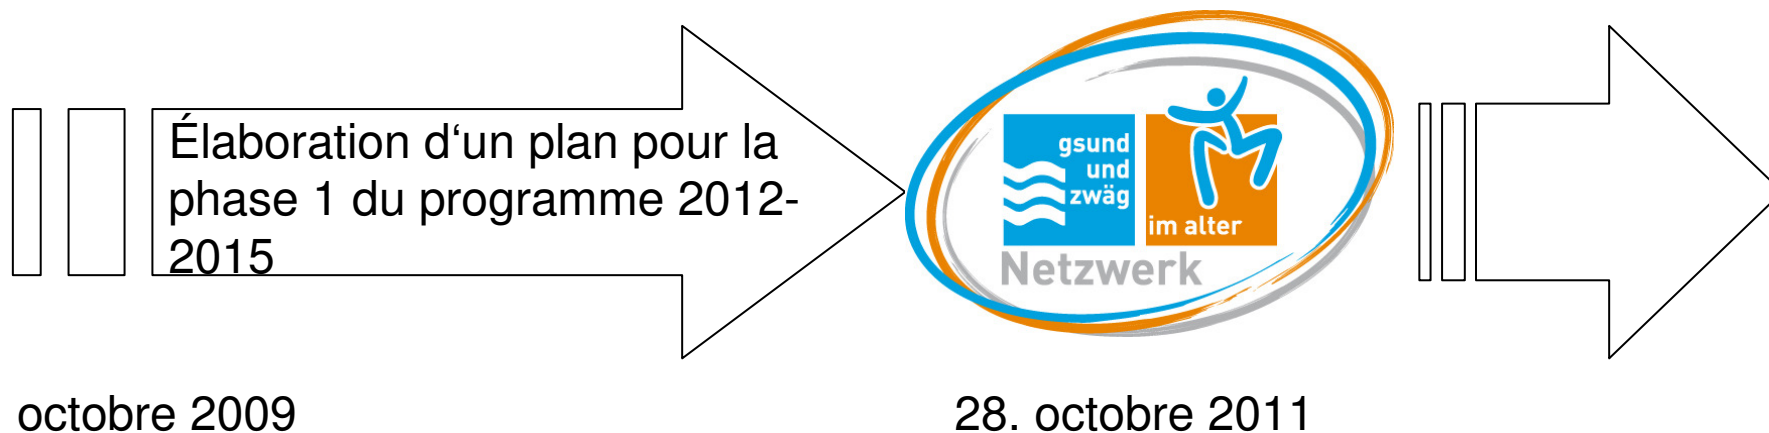 Élaboration d‘un plan pour la
phase 1 du programme 2012-
2015
gsund
und
zwäg
im alter
Netzwerk
octobre 2009
28. octobre 2011